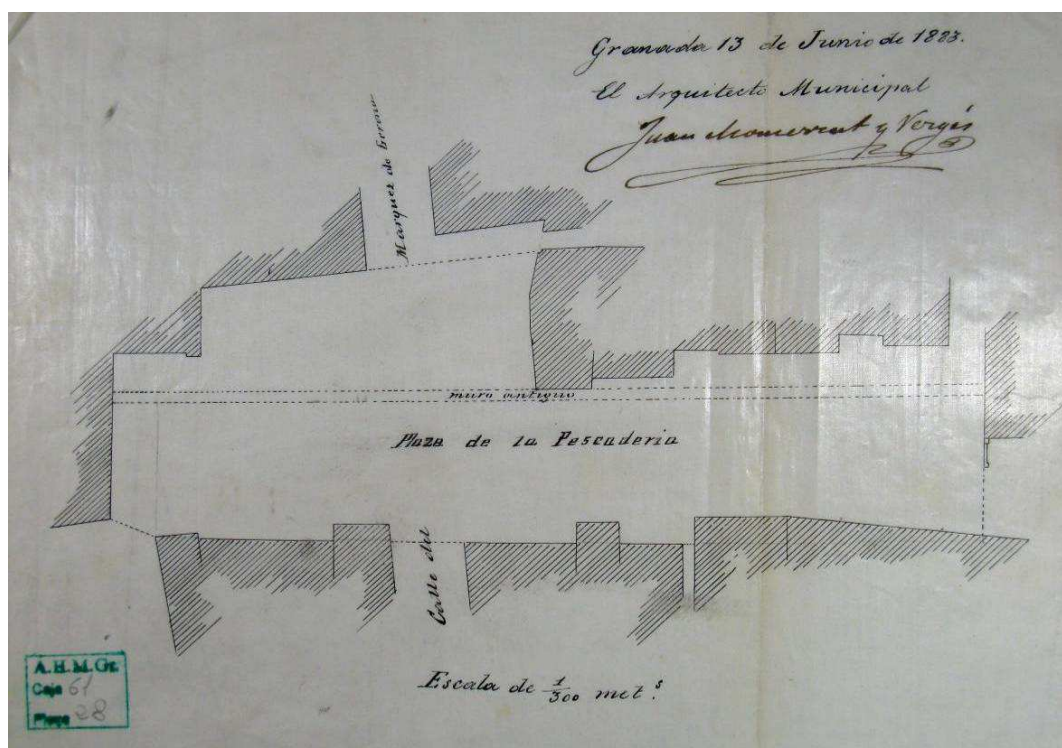 Granada 13 de Junio de 1883.
El Arquitecto Municipal
Juan Monserrat y Vergés
Marques de Gerona
muro antiguo
Plaza de la Pescaderia
Calle del
Escala de 1/300 met.s
A.H.M.Gr.
Caja 61
Pieza 28